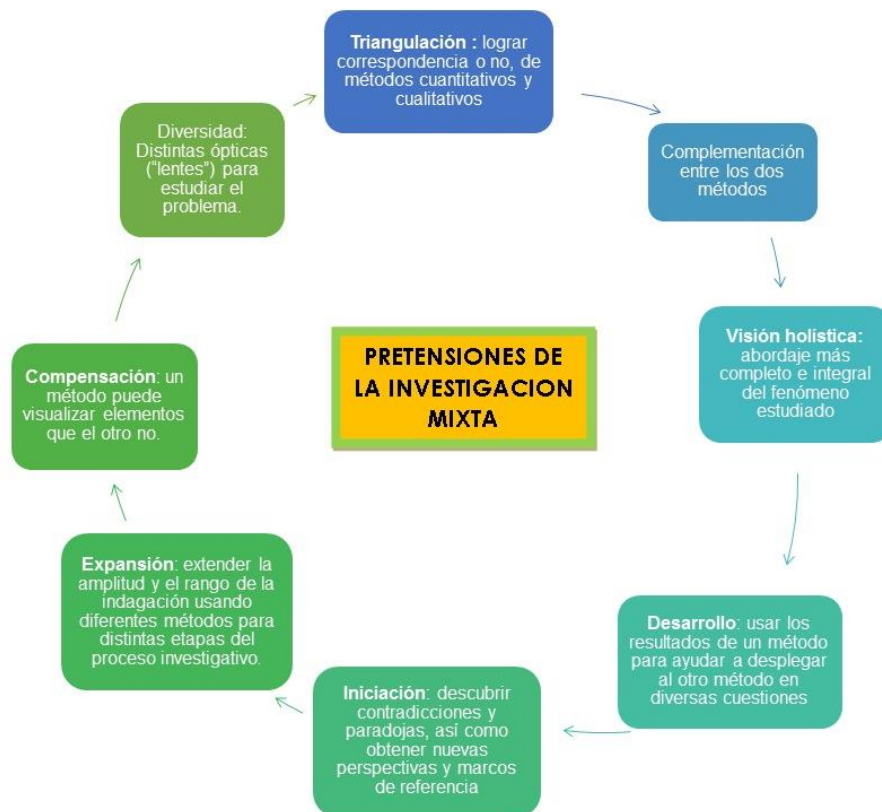 Triangulación : lograr
correspondencia o no, de
métodos cuantitativos y
cualitativos
Complementación
entre los dos
métodos
Visión holística:
abordaje más
completo e integral
del fenómeno
estudiado
Desarrollo: usar los
resultados de un método
para ayudar a desplegar
al otro método en
diversas cuestiones
Iniciación: descubrir
contradicciones y
paradojas, así como
obtener nuevas
perspectivas y marcos
de referencia
Expansión: extender la
amplitud y el rango de la
indagación usando
diferentes métodos para
distintas etapas del
proceso investigativo.
Compensación: un
método puede
visualizar elementos
que el otro no.
Diversidad:
Distintas ópticas
("lentes") para
estudiar el
problema.
PRETENSIONES DE
LA INVESTIGACION
MIXTA